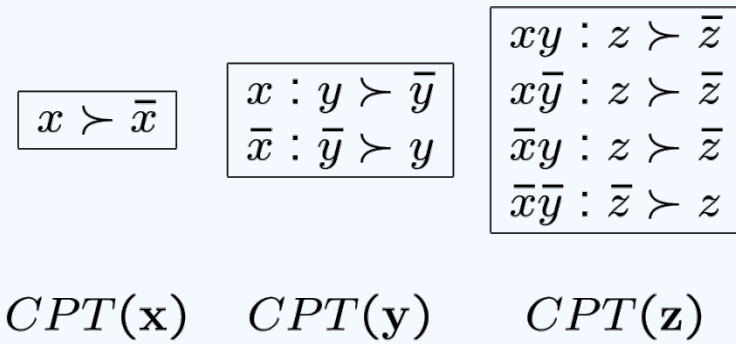 x ≻ x̄
x : y ≻ ȳ
x̄ : ȳ ≻ y
xy : z ≻ z̄
xȳ : z ≻ z̄
x̄y : z ≻ z̄
x̄ȳ : z̄ ≻ z
CPT(x) CPT(y) CPT(z)